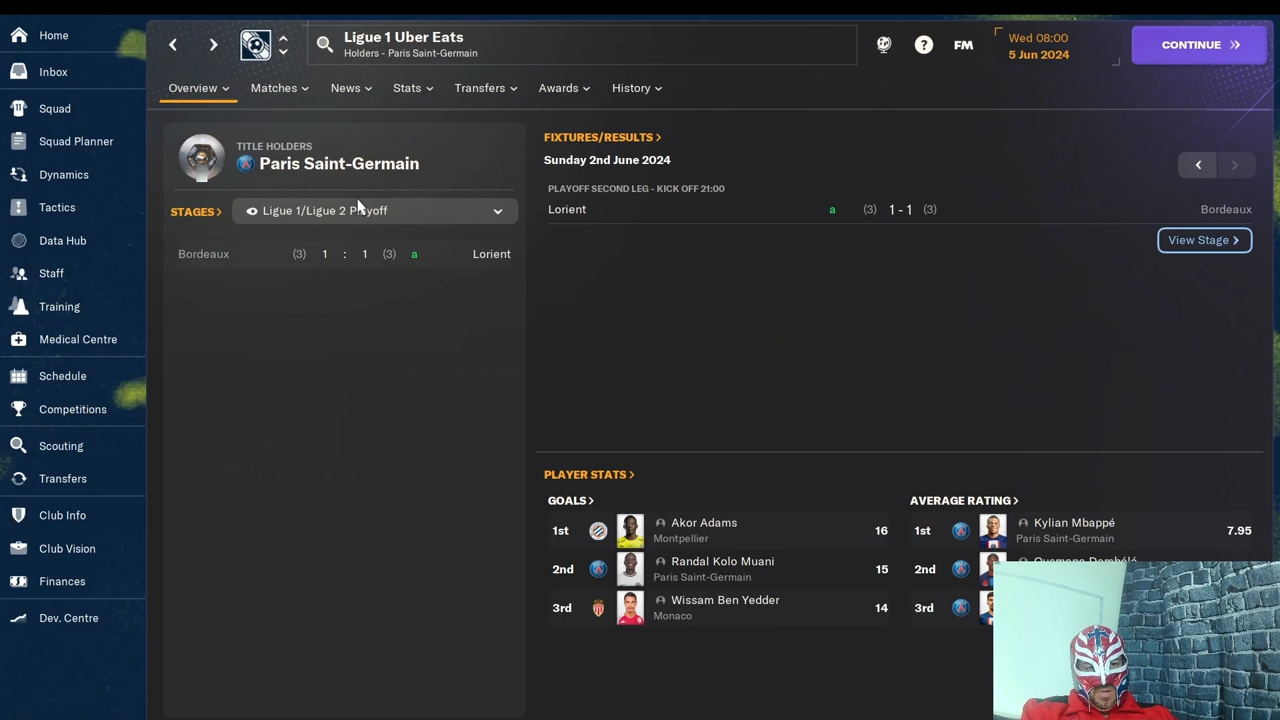 Home
Inbox
Squad
Squad Planner
Dynamics
Tactics
Data Hub
Staff
Training
Medical Centre
Schedule
Competitions
Scouting
Transfers
Club Info
Club Vision
Finances
Dev. Centre
Ligue 1 Uber Eats
Holders - Paris Saint-Germain
?
FM
Wed 08:00
5 Jun 2024
CONTINUE
Overview
Matches
News
Stats
Transfers
Awards
History
TITLE HOLDERS
Paris Saint-Germain
STAGES
Ligue 1/Ligue 2 Playoff
Bordeaux (3) 1 : 1 (3) a Lorient
FIXTURES/RESULTS
Sunday 2nd June 2024
PLAYOFF SECOND LEG - KICK OFF 21:00
Lorient a (3) 1 - 1 (3) Bordeaux
View Stage
PLAYER STATS
GOALS
1st Akor Adams 16
Montpellier
2nd Randal Kolo Muani 15
Paris Saint-Germain
3rd Wissam Ben Yedder 14
Monaco
AVERAGE RATING
1st Kylian Mbappé 7.95
Paris Saint-Germain
2nd Ousmane Dembélé
3rd